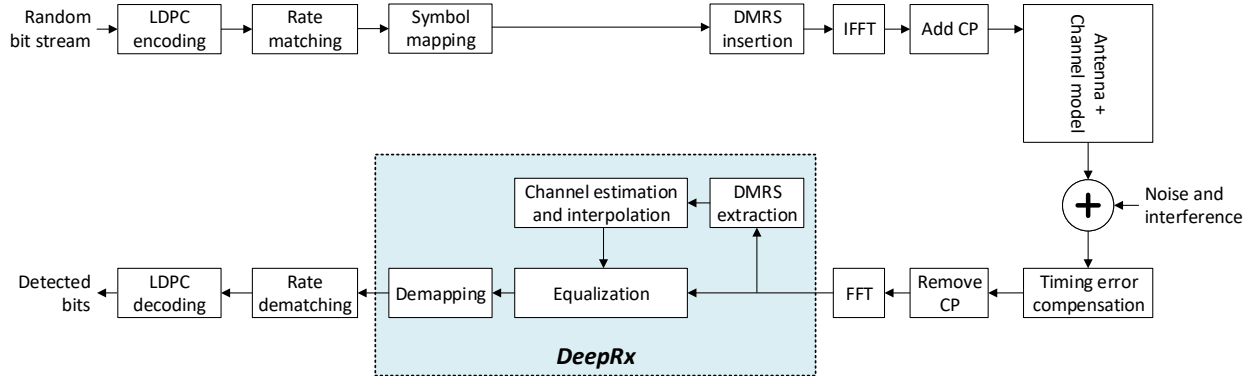 Random
bit stream
LDPC
encoding
Rate
matching
Symbol
mapping
DMRS
insertion
IFFT
Add CP
Antenna +
Channel model
Noise and
interference
Channel estimation
and interpolation
DMRS
extraction
Detected
bits
LDPC
decoding
Rate
dematching
Demapping
Equalization
FFT
Remove
CP
Timing error
compensation
DeepRx